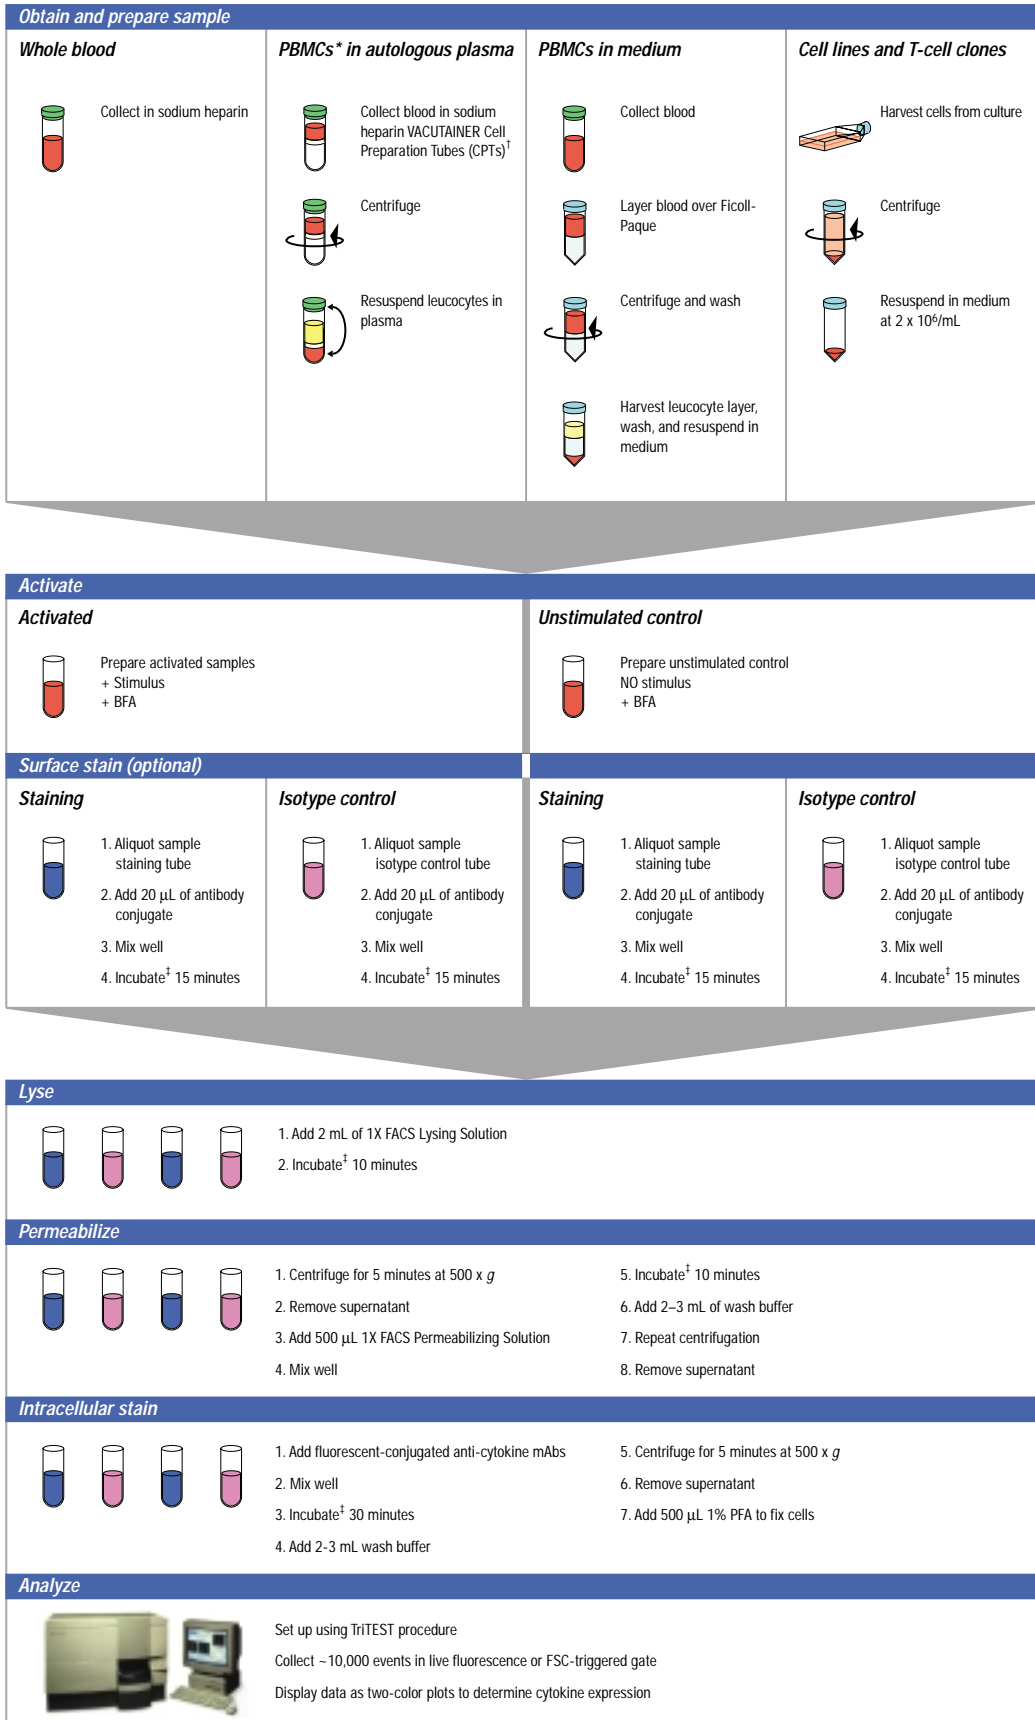 Obtain and prepare sample
Whole blood
Collect in sodium heparin
PBMCs* in autologous plasma
Collect blood in sodium
heparin VACUTAINER Cell
Preparation Tubes (CPTs)†
Centrifuge
Resuspend leucocytes in
plasma
PBMCs in medium
Collect blood
Layer blood over Ficoll-
Paque
Centrifuge and wash
Harvest leucocyte layer,
wash, and resuspend in
medium
Cell lines and T-cell clones
Harvest cells from culture
Centrifuge
Resuspend in medium
at 2 x 10⁶/mL
Activate
Activated
Prepare activated samples
+ Stimulus
+ BFA
Unstimulated control
Prepare unstimulated control
NO stimulus
+ BFA
Surface stain (optional)
Staining
1. Aliquot sample
staining tube
2. Add 20 µL of antibody
conjugate
3. Mix well
4. Incubate‡ 15 minutes
Isotype control
1. Aliquot sample
isotype control tube
2. Add 20 µL of antibody
conjugate
3. Mix well
4. Incubate‡ 15 minutes
Staining
1. Aliquot sample
staining tube
2. Add 20 µL of antibody
conjugate
3. Mix well
4. Incubate‡ 15 minutes
Isotype control
1. Aliquot sample
isotype control tube
2. Add 20 µL of antibody
conjugate
3. Mix well
4. Incubate‡ 15 minutes
Lyse
1. Add 2 mL of 1X FACS Lysing Solution
2. Incubate‡ 10 minutes
Permeabilize
1. Centrifuge for 5 minutes at 500 x g
2. Remove supernatant
3. Add 500 µL 1X FACS Permeabilizing Solution
4. Mix well
5. Incubate‡ 10 minutes
6. Add 2–3 mL of wash buffer
7. Repeat centrifugation
8. Remove supernatant
Intracellular stain
1. Add fluorescent-conjugated anti-cytokine mAbs
2. Mix well
3. Incubate‡ 30 minutes
4. Add 2-3 mL wash buffer
5. Centrifuge for 5 minutes at 500 x g
6. Remove supernatant
7. Add 500 µL 1% PFA to fix cells
Analyze
Set up using TriTEST procedure
Collect ~10,000 events in live fluorescence or FSC-triggered gate
Display data as two-color plots to determine cytokine expression